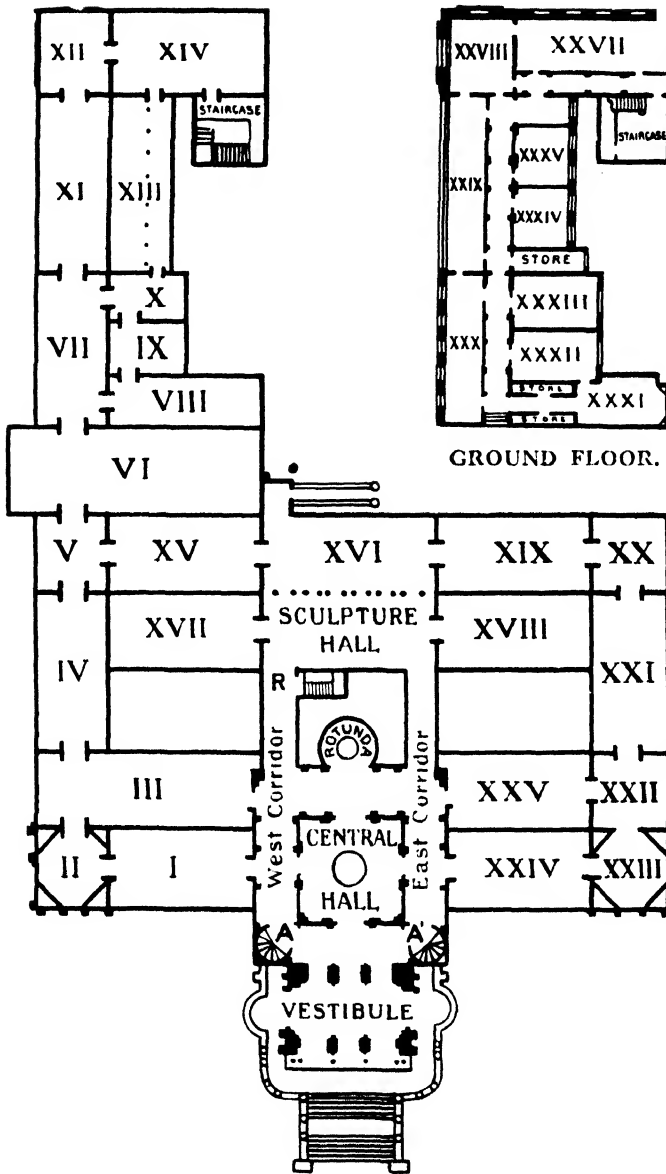 XII
XIV
XXVIII
XXVII
STAIRCASE
STAIRCASE
XI
XIII
XXIX
XXXV
XXXIV
STORE
X
XXXIII
VII
IX
XXX
XXXII
VIII
STORE
XXXI
STORE
VI
GROUND FLOOR.
V
XV
XVI
XIX
XX
SCULPTURE
HALL
XVII
XVIII
IV
XXI
R
ROTUNDA
West Corridor
East Corridor
III
XXV
XXII
CENTRAL
HALL
II
I
XXIV
XXIII
A
A'
VESTIBULE